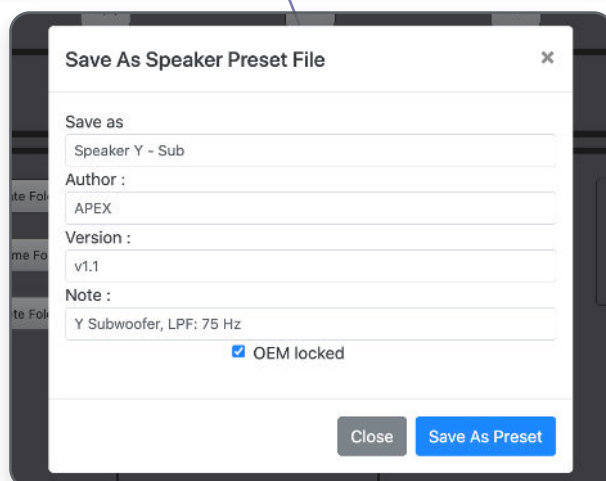 Save As Speaker Preset File ×
Save as
Speaker Y - Sub
Author :
APEX
Version :
v1.1
Note :
Y Subwoofer, LPF: 75 Hz
OEM locked
Close Save As Preset